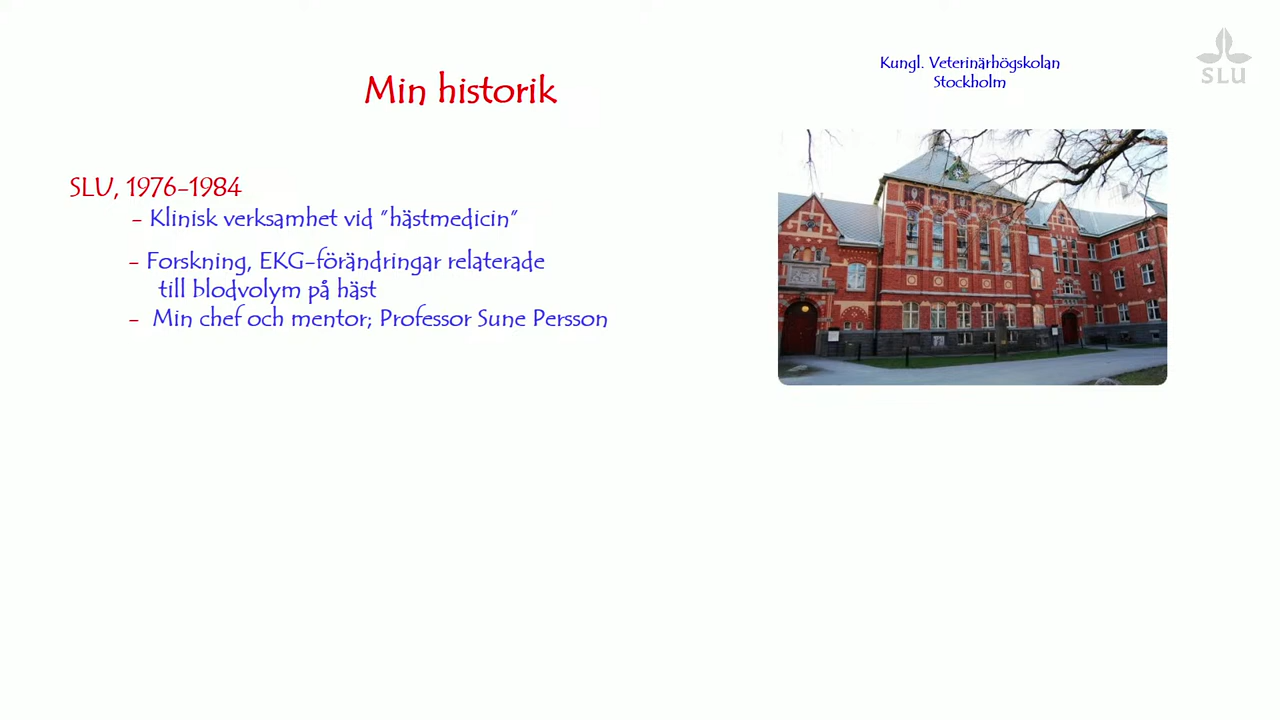 Kungl. Veterinärhögskolan
Stockholm
SLU
Min historik
SLU, 1976-1984
- Klinisk verksamhet vid "hästmedicin"
- Forskning, EKG-förändringar relaterade
till blodvolym på häst
- Min chef och mentor; Professor Sune Persson